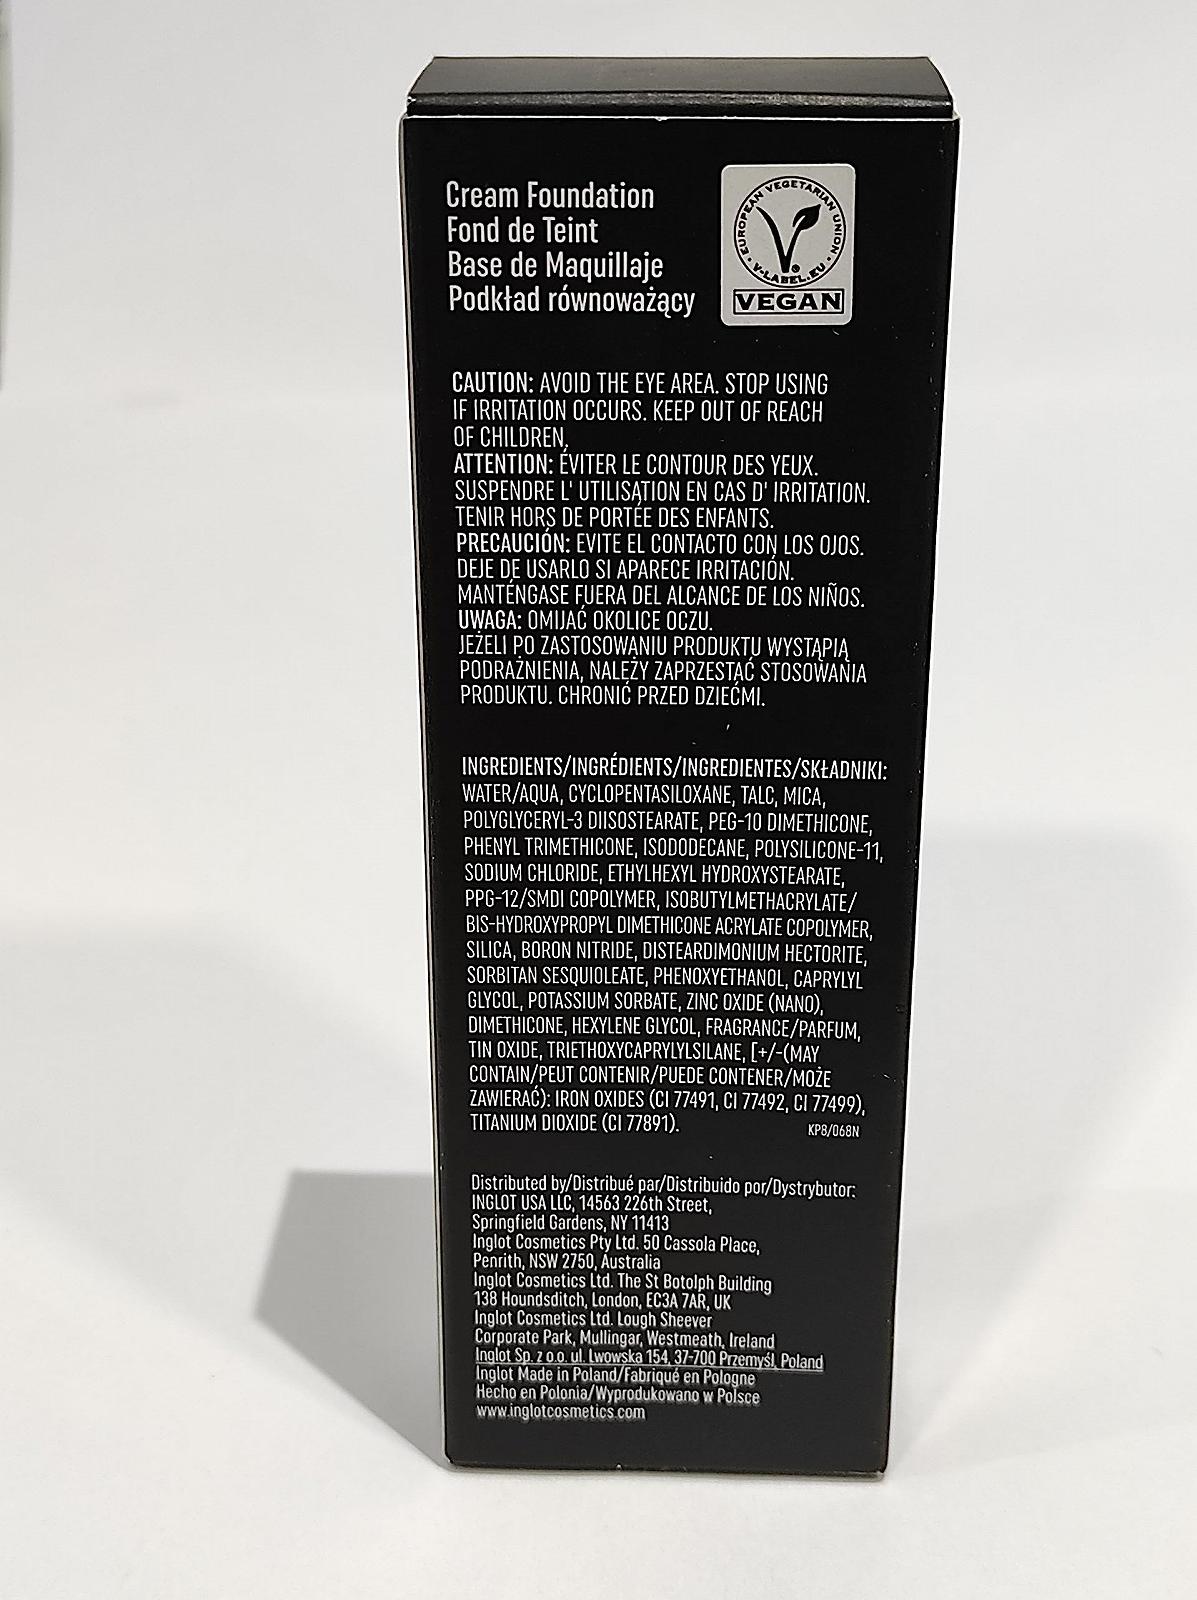 Cream Foundation
Fond de Teint
Base de Maquillaje
Podkład równoważący
· EUROPEAN VEGETARIAN UNION ·
V-LABEL.EU
VEGAN
CAUTION: AVOID THE EYE AREA. STOP USING
IF IRRITATION OCCURS. KEEP OUT OF REACH
OF CHILDREN.
ATTENTION: ÉVITER LE CONTOUR DES YEUX.
SUSPENDRE L' UTILISATION EN CAS D' IRRITATION.
TENIR HORS DE PORTÉE DES ENFANTS.
PRECAUCIÓN: EVITE EL CONTACTO CON LOS OJOS.
DEJE DE USARLO SI APARECE IRRITACIÓN.
MANTÉNGASE FUERA DEL ALCANCE DE LOS NIÑOS.
UWAGA: OMIJAĆ OKOLICE OCZU.
JEŻELI PO ZASTOSOWANIU PRODUKTU WYSTĄPIĄ
PODRAŻNIENIA, NALEŻY ZAPRZESTAĆ STOSOWANIA
PRODUKTU. CHRONIĆ PRZED DZIEĆMI.
INGREDIENTS/INGRÉDIENTS/INGREDIENTES/SKŁADNIKI:
WATER/AQUA, CYCLOPENTASILOXANE, TALC, MICA,
POLYGLYCERYL-3 DIISOSTEARATE, PEG-10 DIMETHICONE,
PHENYL TRIMETHICONE, ISODODECANE, POLYSILICONE-11,
SODIUM CHLORIDE, ETHYLHEXYL HYDROXYSTEARATE,
PPG-12/SMDI COPOLYMER, ISOBUTYLMETHACRYLATE/
BIS-HYDROXYPROPYL DIMETHICONE ACRYLATE COPOLYMER,
SILICA, BORON NITRIDE, DISTEARDIMONIUM HECTORITE,
SORBITAN SESQUIOLEATE, PHENOXYETHANOL, CAPRYLYL
GLYCOL, POTASSIUM SORBATE, ZINC OXIDE (NANO),
DIMETHICONE, HEXYLENE GLYCOL, FRAGRANCE/PARFUM,
TIN OXIDE, TRIETHOXYCAPRYLYLSILANE, [+/-(MAY
CONTAIN/PEUT CONTENIR/PUEDE CONTENER/MOŻE
ZAWIERAĆ): IRON OXIDES (CI 77491, CI 77492, CI 77499),
TITANIUM DIOXIDE (CI 77891). KP8/068N
Distributed by/Distribué par/Distribuido por/Dystrybutor:
INGLOT USA LLC, 14563 226th Street,
Springfield Gardens, NY 11413
Inglot Cosmetics Pty Ltd. 50 Cassola Place,
Penrith, NSW 2750, Australia
Inglot Cosmetics Ltd. The St Botolph Building
138 Houndsditch, London, EC3A 7AR, UK
Inglot Cosmetics Ltd. Lough Sheever
Corporate Park, Mullingar, Westmeath, Ireland
Inglot Sp. z o.o. ul. Lwowska 154, 37-700 Przemyśl, Poland
Inglot Made in Poland/Fabriqué en Pologne
Hecho en Polonia/Wyprodukowano w Polsce
www.inglotcosmetics.com